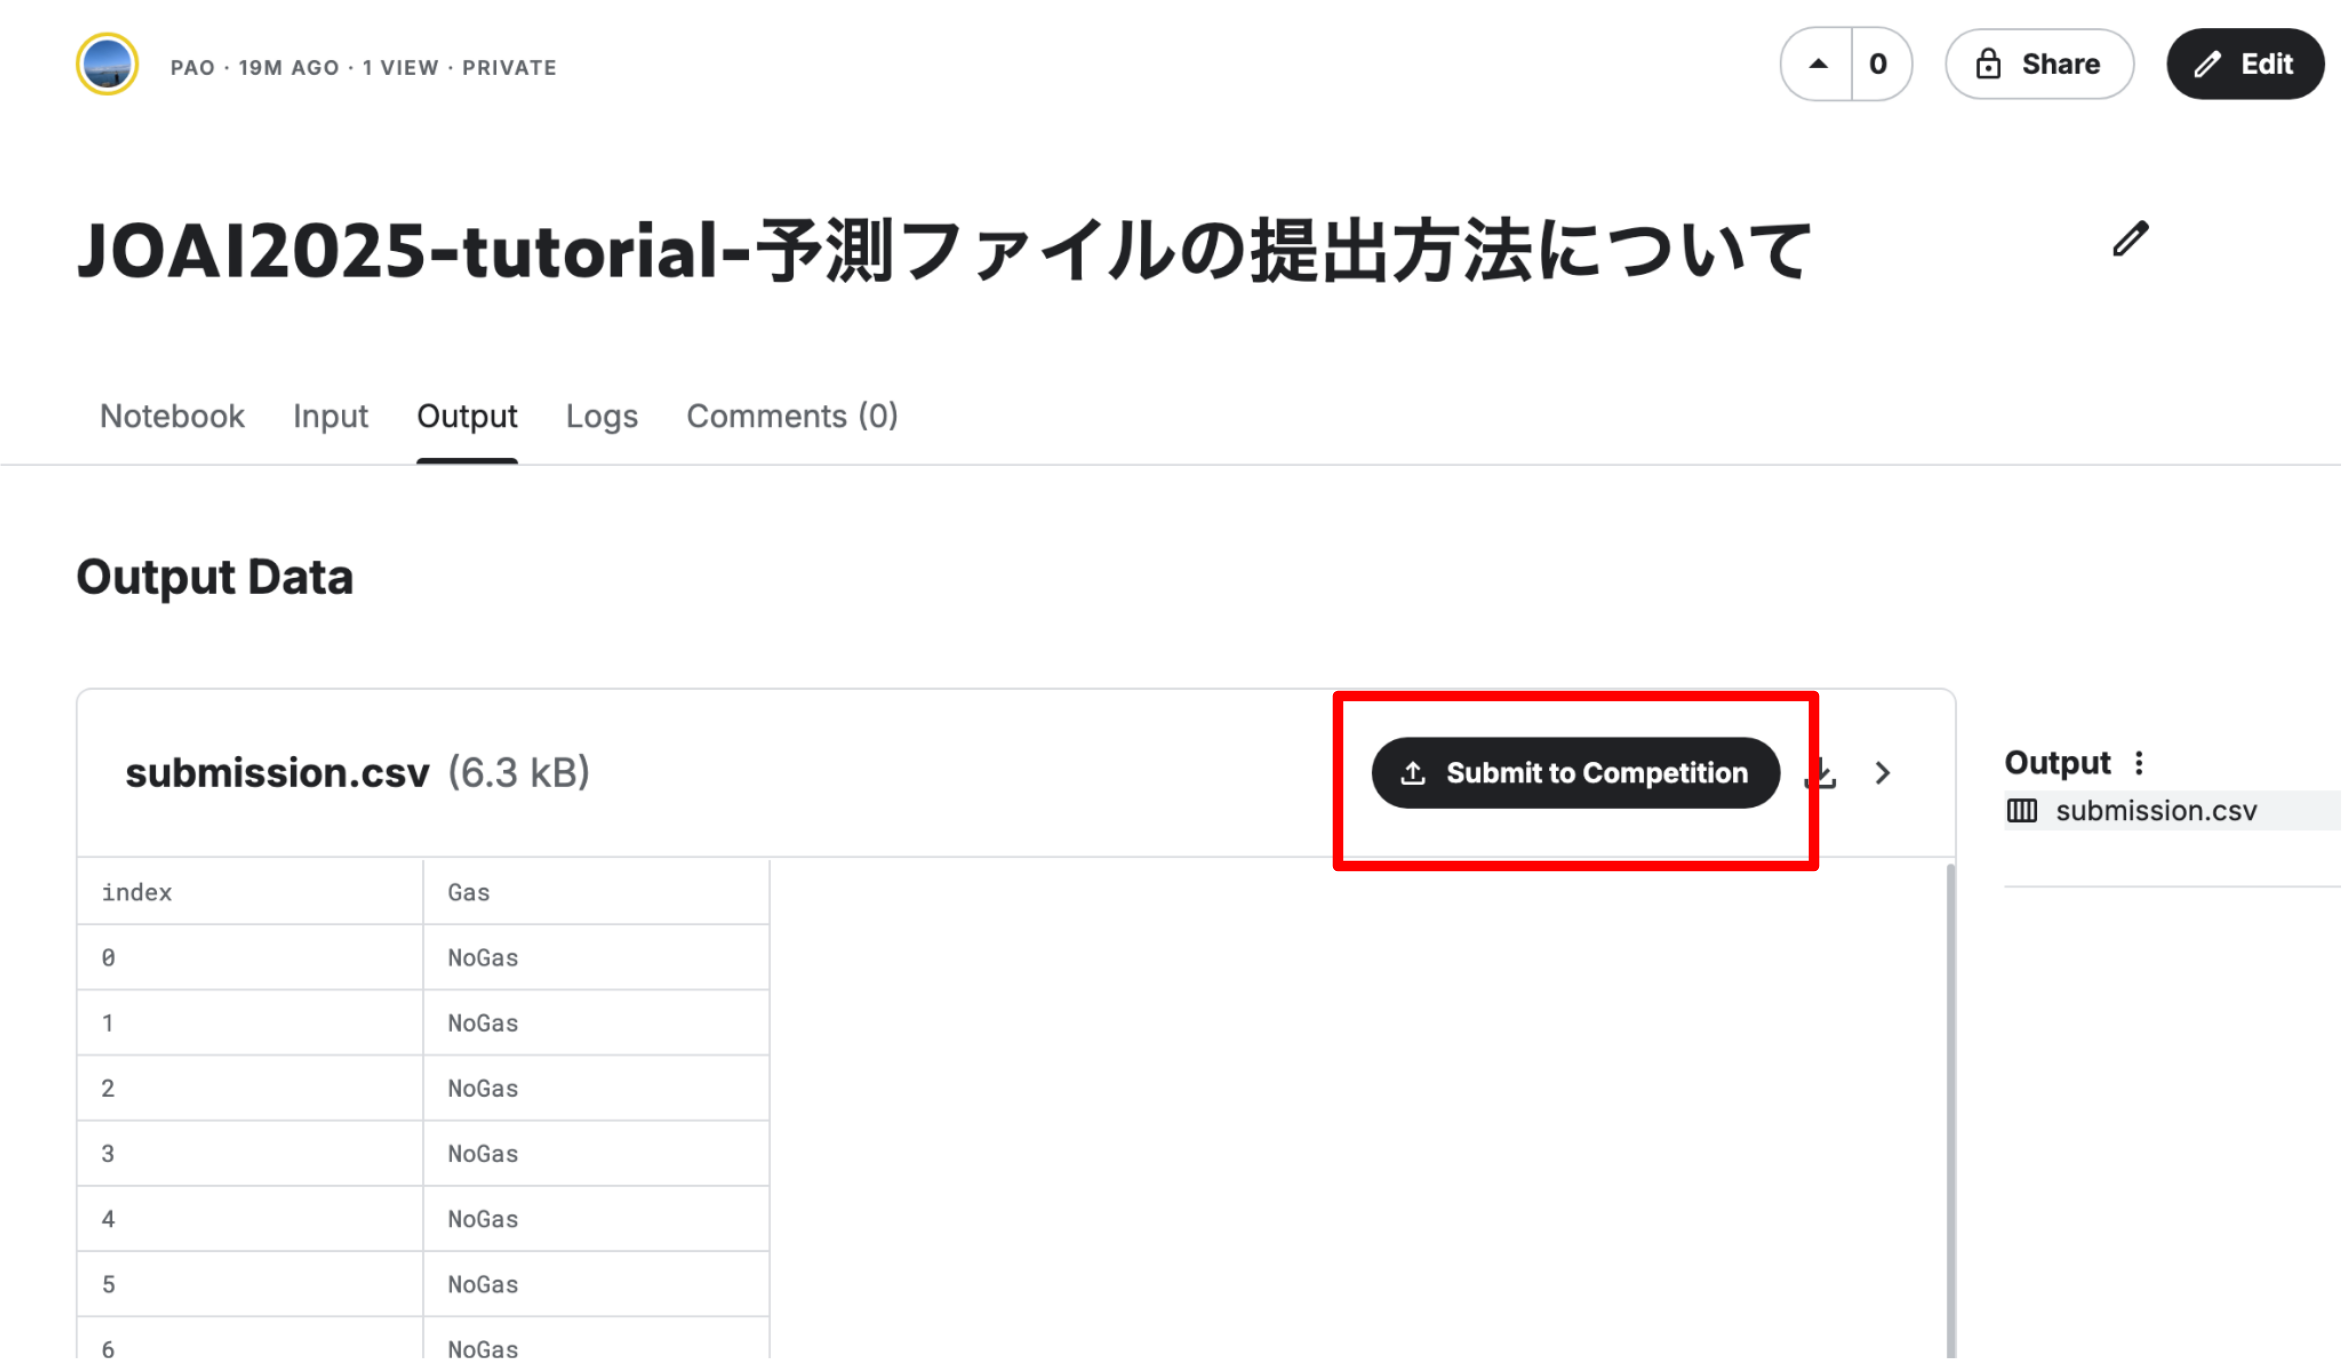 PAO · 19M AGO · 1 VIEW · PRIVATE
0
Share
Edit
JOAI2025-tutorial-予測ファイルの提出方法について
Notebook Input Output Logs Comments (0)
Output Data
submission.csv (6.3 kB)
Submit to Competition
Output
submission.csv
index Gas
0 NoGas
1 NoGas
2 NoGas
3 NoGas
4 NoGas
5 NoGas
6 NoGas